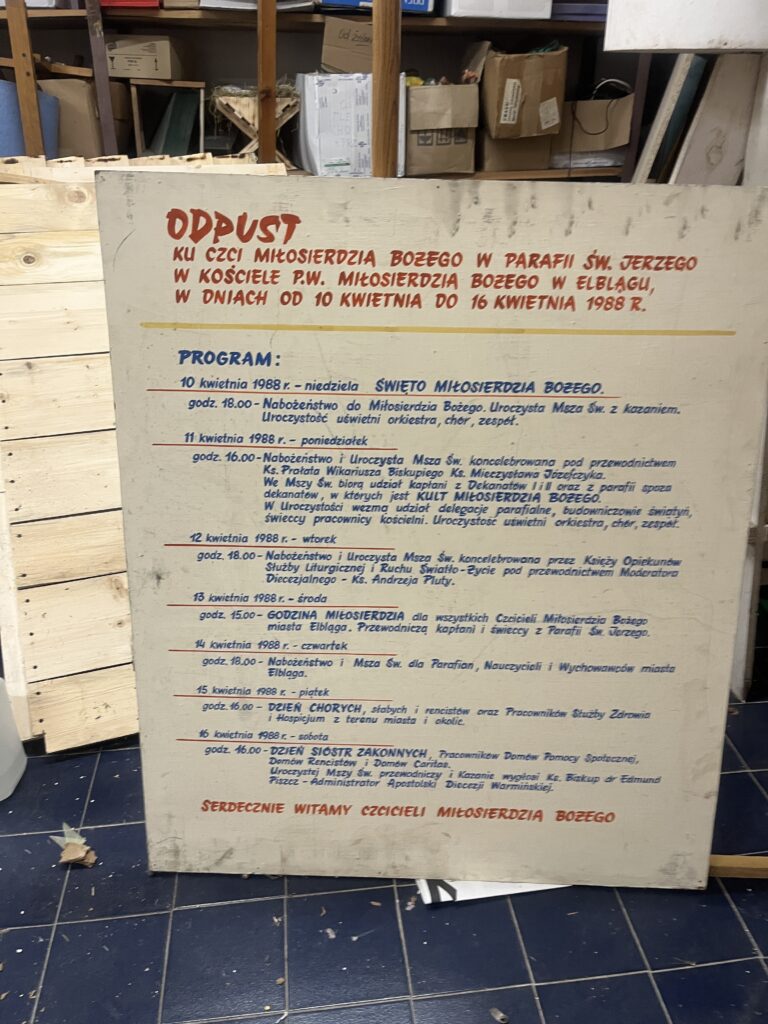 Od św.
ODPUST
KU CZCI MIŁOSIERDZIA BOŻEGO W PARAFII ŚW. JERZEGO
W KOŚCIELE P.W. MIŁOSIERDZIA BOŻEGO W ELBLĄGU,
W DNIACH OD 10 KWIETNIA DO 16 KWIETNIA 1988 R.
PROGRAM:
10 kwietnia 1988 r. - niedziela ŚWIĘTO MIŁOSIERDZIA BOŻEGO.
godz. 18.00 - Nabożeństwo do Miłosierdzia Bożego. Uroczysta Msza Św. z kazaniem.
Uroczystość uświetni orkiestra, chór, zespół.
11 kwietnia 1988 r. - poniedziałek
godz. 16.00 - Nabożeństwo i Uroczysta Msza Św. koncelebrowana pod przewodnictwem
Ks. Prałata Wikariusza Biskupiego Ks. Mieczysława Józefczyka.
We Mszy Św. biorą udział kapłani z Dekanatów I i II oraz z parafii spoza
dekanatów, w których jest KULT MIŁOSIERDZIA BOŻEGO.
W Uroczystości wezmą udział delegacje parafialne, budowniczowie świątyń,
świeccy pracownicy kościelni. Uroczystość uświetni orkiestra, chór, zespół.
12 kwietnia 1988 r. - wtorek
godz. 18.00 - Nabożeństwo i Uroczysta Msza Św. koncelebrowana przez Księży Opiekunów
Służby Liturgicznej i Ruchu Światło-Życie pod przewodnictwem Moderatora
Diecezjalnego - Ks. Andrzeja Pluty.
13 kwietnia 1988 r. - środa
godz. 15.00 - GODZINA MIŁOSIERDZIA dla wszystkich Czcicieli Miłosierdzia Bożego
miasta Elbląga. Przewodniczą kapłani i świeccy z Parafii Św. Jerzego.
14 kwietnia 1988 r. - czwartek
godz. 18.00 - Nabożeństwo i Msza Św. dla Parafian, Nauczycieli i Wychowawców miasta
Elbląga.
15 kwietnia 1988 r. - piątek
godz. 16.00 - DZIEŃ CHORYCH, słabych i rencistów oraz Pracowników Służby Zdrowia
i Hospicjum z terenu miasta i okolic.
16 kwietnia 1988 r. - sobota
godz. 16.00 - DZIEŃ SIÓSTR ZAKONNYCH, Pracowników Domów Pomocy Społecznej,
Domów Rencistów i Domów Caritas.
Uroczystej Mszy Św. przewodniczy i Kazanie wygłosi Ks. Biskup dr Edmund
Piszcz - Administrator Apostolski Diecezji Warmińskiej.
SERDECZNIE WITAMY CZCICIELI MIŁOSIERDZIA BOŻEGO